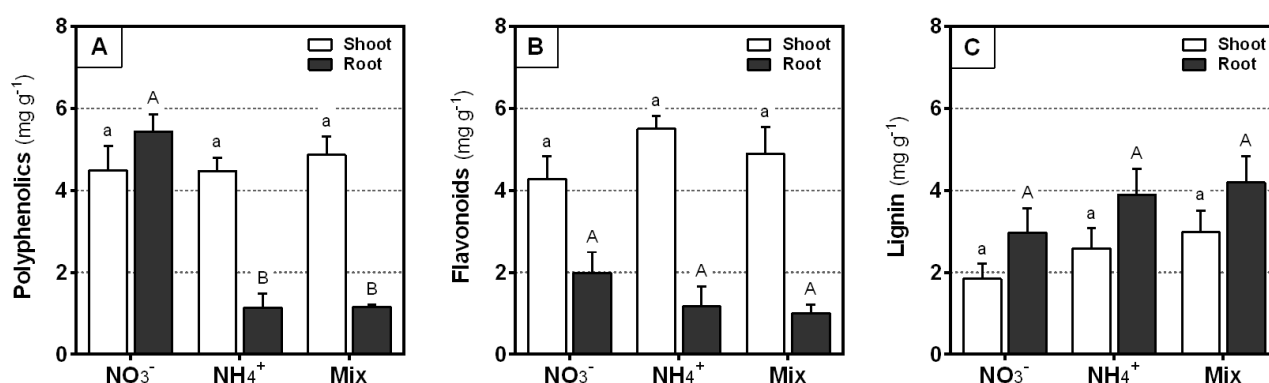 A
Shoot
Root
Polyphenolics (mg g⁻¹)
8
6
4
2
0
a
A
a
B
a
B
NO₃⁻
NH₄⁺
Mix
B
Shoot
Root
Flavonoids (mg g⁻¹)
8
6
4
2
0
a
A
a
A
a
A
NO₃⁻
NH₄⁺
Mix
C
Shoot
Root
Lignin (mg g⁻¹)
8
6
4
2
0
a
A
a
A
a
A
NO₃⁻
NH₄⁺
Mix